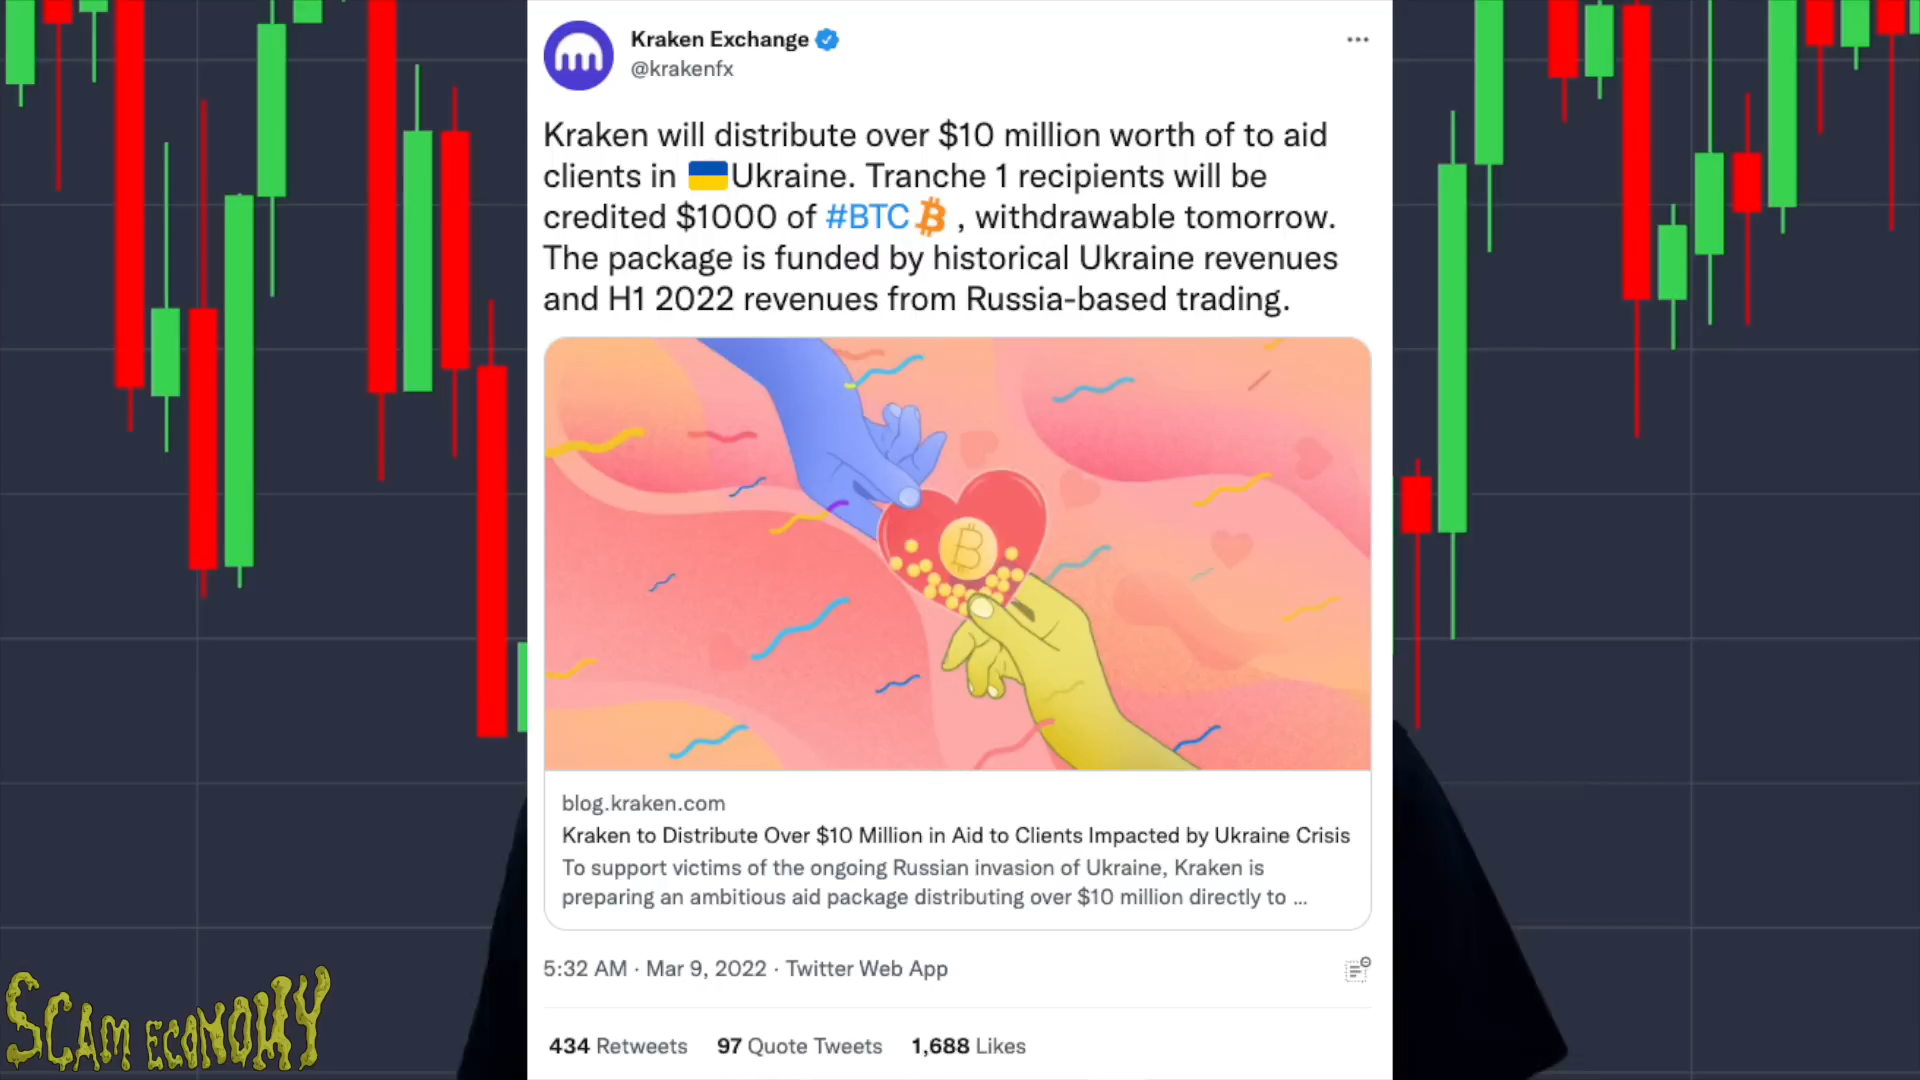 Kraken Exchange
@krakenfx
Kraken will distribute over $10 million worth of to aid
clients in 🇺🇦Ukraine. Tranche 1 recipients will be
credited $1000 of #BTC₿ , withdrawable tomorrow.
The package is funded by historical Ukraine revenues
and H1 2022 revenues from Russia-based trading.
blog.kraken.com
Kraken to Distribute Over $10 Million in Aid to Clients Impacted by Ukraine Crisis
To support victims of the ongoing Russian invasion of Ukraine, Kraken is
preparing an ambitious aid package distributing over $10 million directly to ...
5:32 AM · Mar 9, 2022 · Twitter Web App
434 Retweets 97 Quote Tweets 1,688 Likes
SCAM ECONOMY